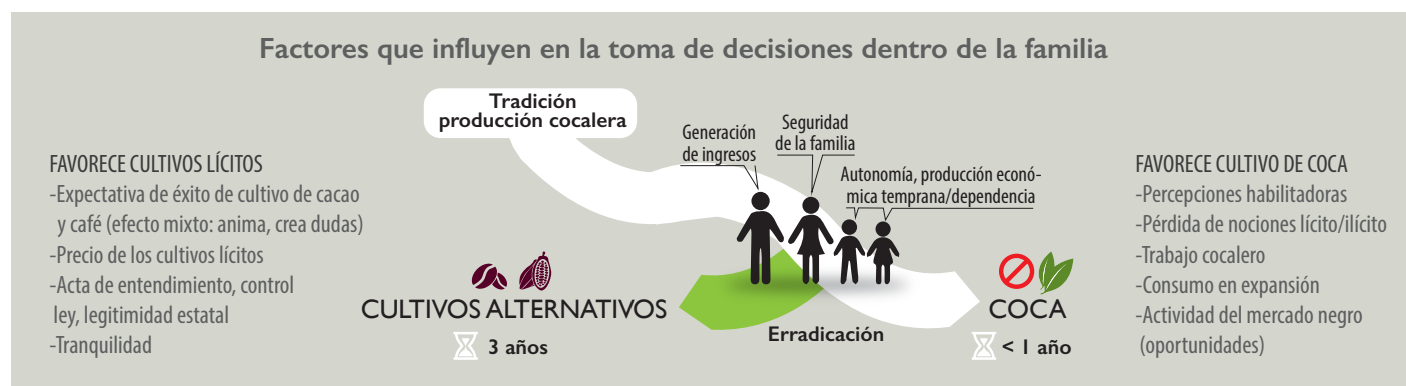 Factores que influyen en la toma de decisiones dentro de la familia
Tradición
producción cocalera
Generación
de ingresos
Seguridad
de la familia
Autonomía, producción econó-
mica temprana/dependencia
FAVORECE CULTIVOS LÍCITOS
-Expectativa de éxito de cultivo de cacao
y café (efecto mixto: anima, crea dudas)
-Precio de los cultivos lícitos
-Acta de entendimiento, control
ley, legitimidad estatal
-Tranquilidad
CULTIVOS ALTERNATIVOS
3 años
Erradicación
COCA
< 1 año
FAVORECE CULTIVO DE COCA
-Percepciones habilitadoras
-Pérdida de nociones lícito/ilícito
-Trabajo cocalero
-Consumo en expansión
-Actividad del mercado negro
(oportunidades)